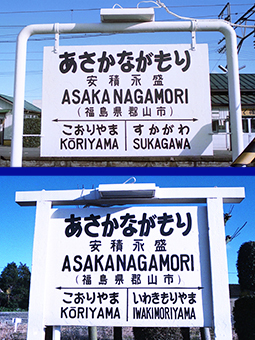 あさかながもり
安積永盛
ASAKANAGAMORI
(福島県郡山市)
こおりやま すかがわ
KŌRIYAMA SUKAGAWA
あさかながもり
安積永盛
ASAKANAGAMORI
(福島県郡山市)
こおりやま いわきもりやま
KŌRIYAMA IWAKIMORIYAMA